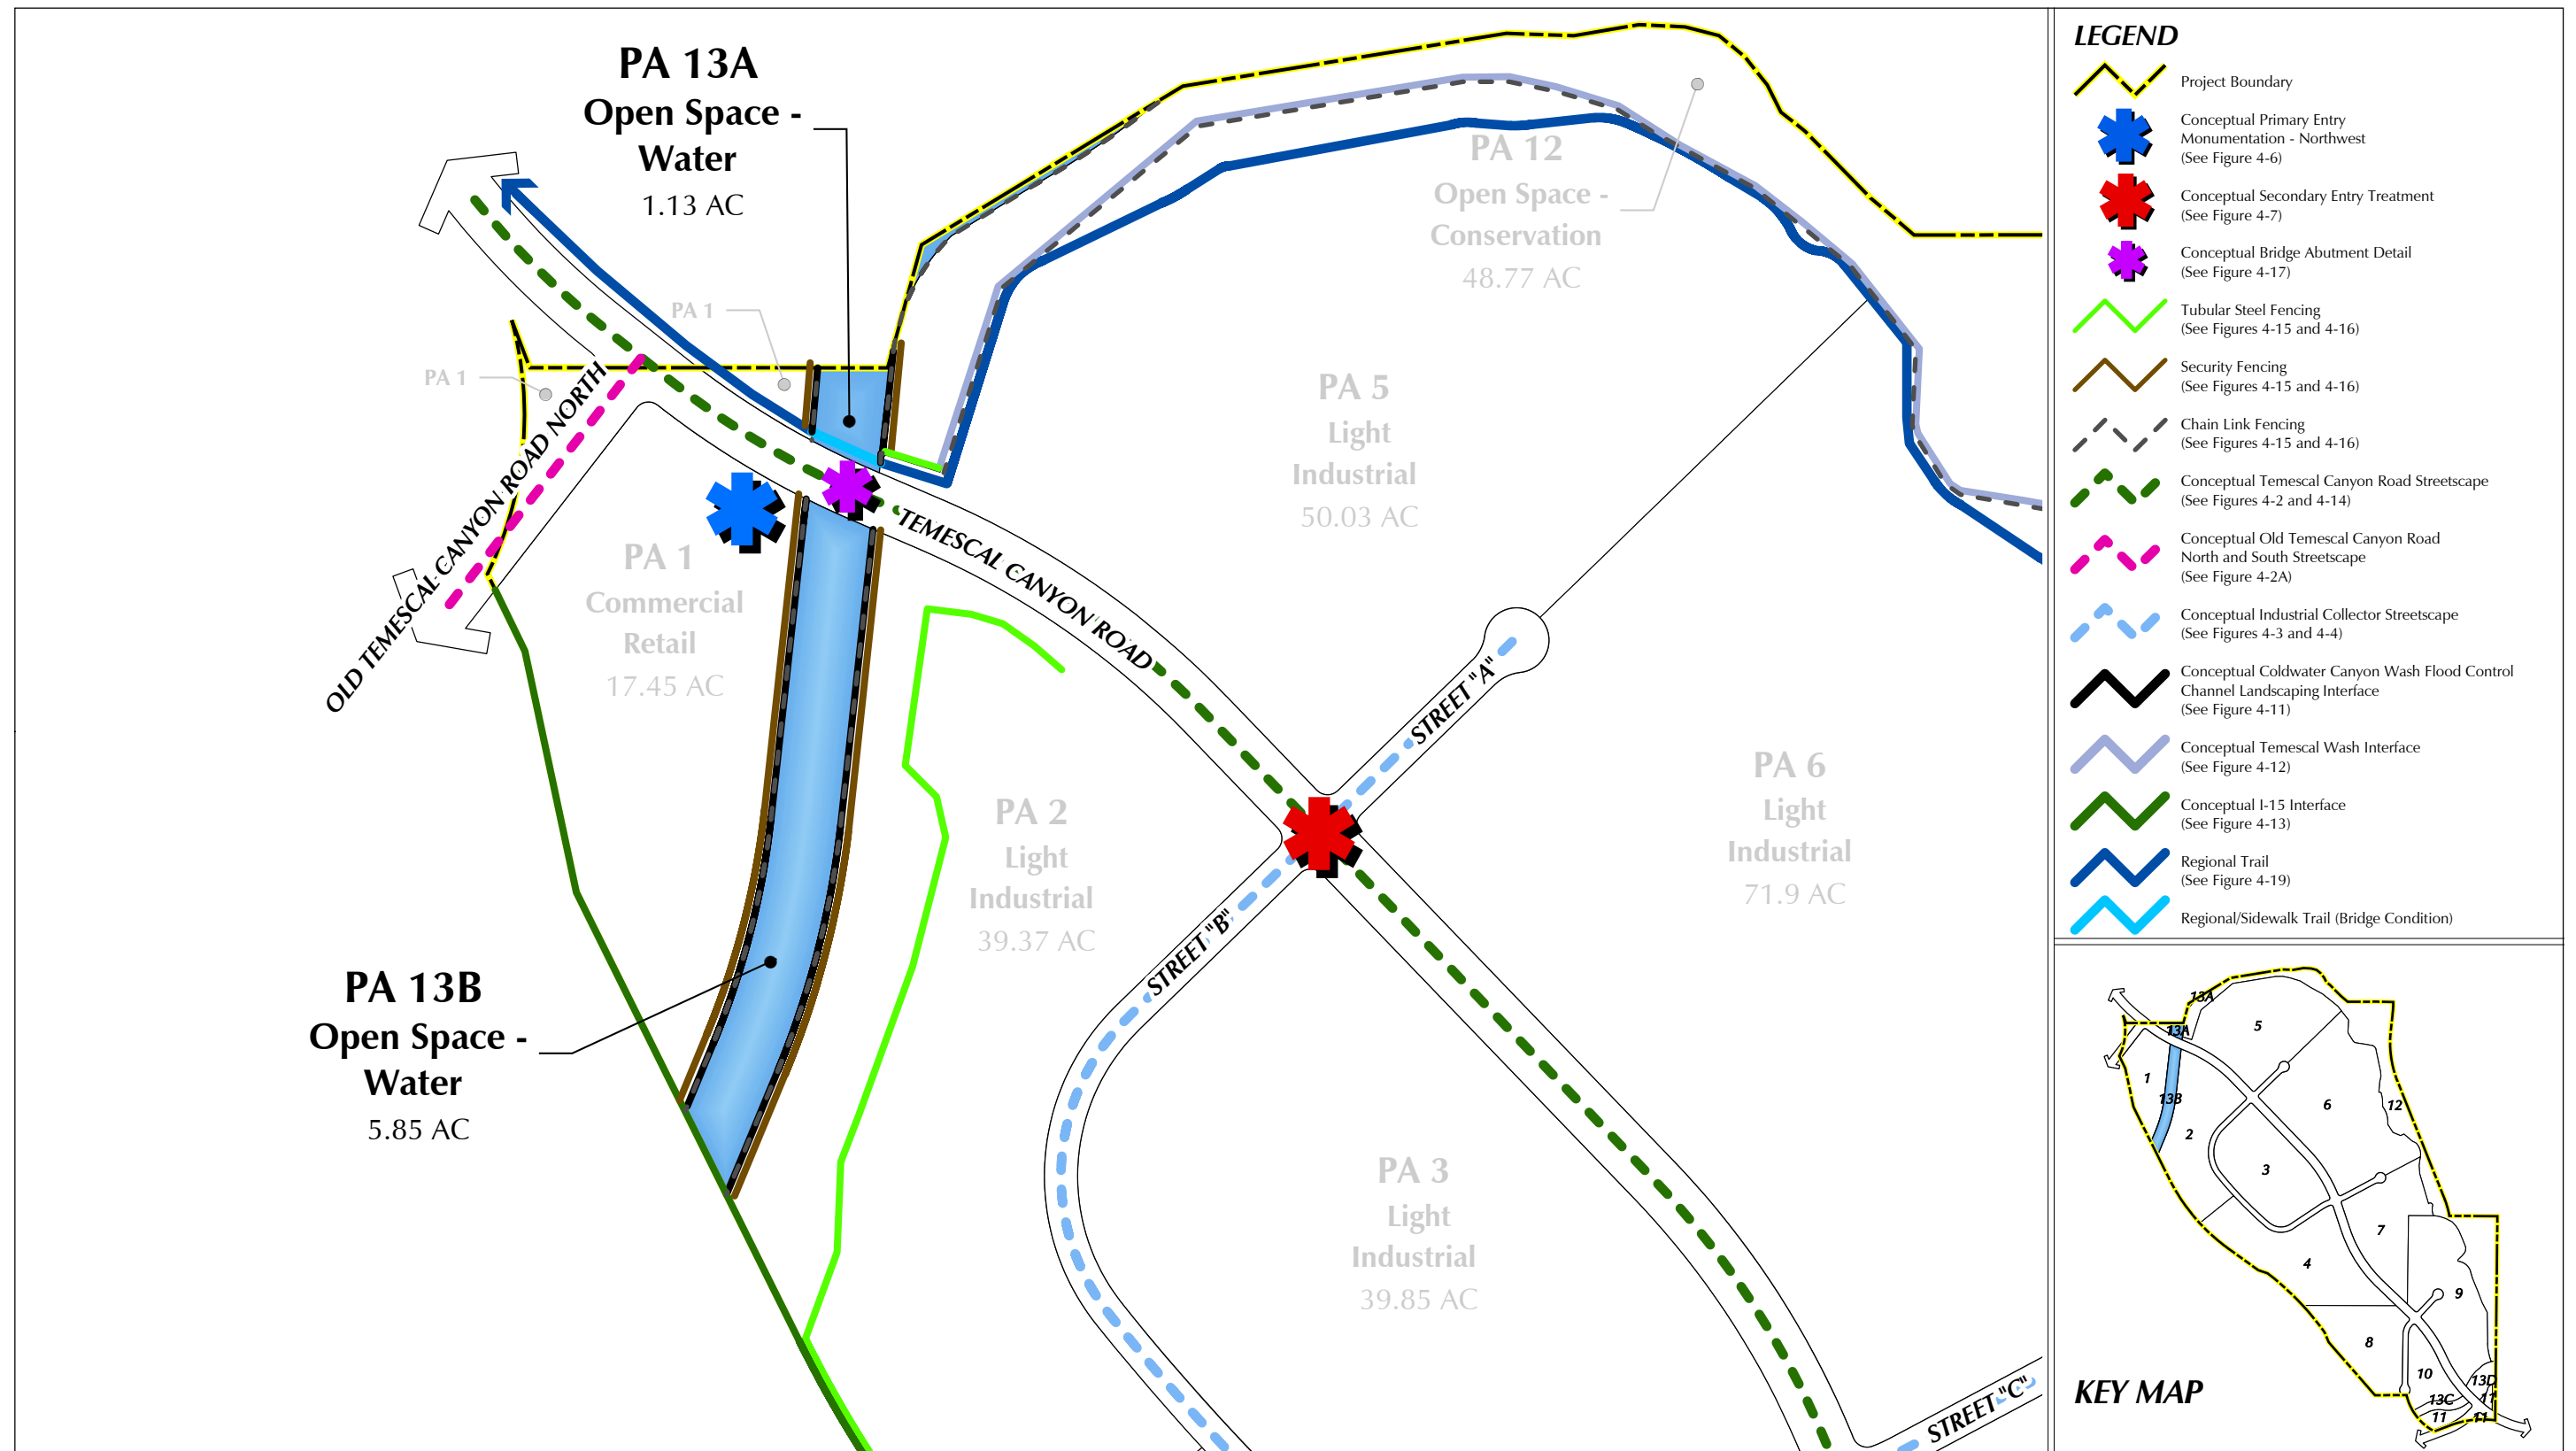 PA 13A
Open Space -
Water
1.13 AC
PA 12
Open Space -
Conservation
48.77 AC
PA 1
PA 1
OLD TEMESCAL CANYON ROAD NORTH
PA 5
Light
Industrial
50.03 AC
TEMESCAL CANYON ROAD
PA 1
Commercial
Retail
17.45 AC
STREET "A"
PA 6
Light
Industrial
71.9 AC
PA 2
Light
Industrial
39.37 AC
STREET "B"
PA 13B
Open Space -
Water
5.85 AC
PA 3
Light
Industrial
39.85 AC
STREET "C"
LEGEND
Project Boundary
Conceptual Primary Entry
Monumentation - Northwest
(See Figure 4-6)
Conceptual Secondary Entry Treatment
(See Figure 4-7)
Conceptual Bridge Abutment Detail
(See Figure 4-17)
Tubular Steel Fencing
(See Figures 4-15 and 4-16)
Security Fencing
(See Figures 4-15 and 4-16)
Chain Link Fencing
(See Figures 4-15 and 4-16)
Conceptual Temescal Canyon Road Streetscape
(See Figures 4-2 and 4-14)
Conceptual Old Temescal Canyon Road
North and South Streetscape
(See Figure 4-2A)
Conceptual Industrial Collector Streetscape
(See Figures 4-3 and 4-4)
Conceptual Coldwater Canyon Wash Flood Control
Channel Landscaping Interface
(See Figure 4-11)
Conceptual Temescal Wash Interface
(See Figure 4-12)
Conceptual I-15 Interface
(See Figure 4-13)
Regional Trail
(See Figure 4-19)
Regional/Sidewalk Trail (Bridge Condition)
13A
13A
5
1
13B
6
12
2
3
7
4
9
8
10
13D
13C
11
11
11
KEY MAP